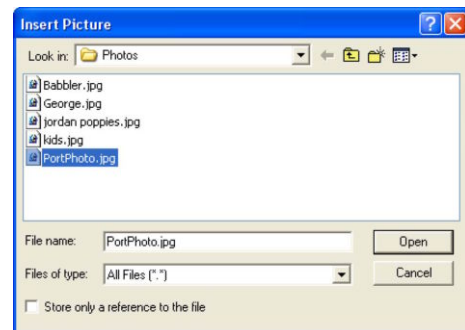 Insert Picture
Look in: Photos
Babbler.jpg
George.jpg
jordan poppies.jpg
kids.jpg
PortPhoto.jpg
File name: PortPhoto.jpg Open
Files of type: All Files (*.*) Cancel
Store only a reference to the file